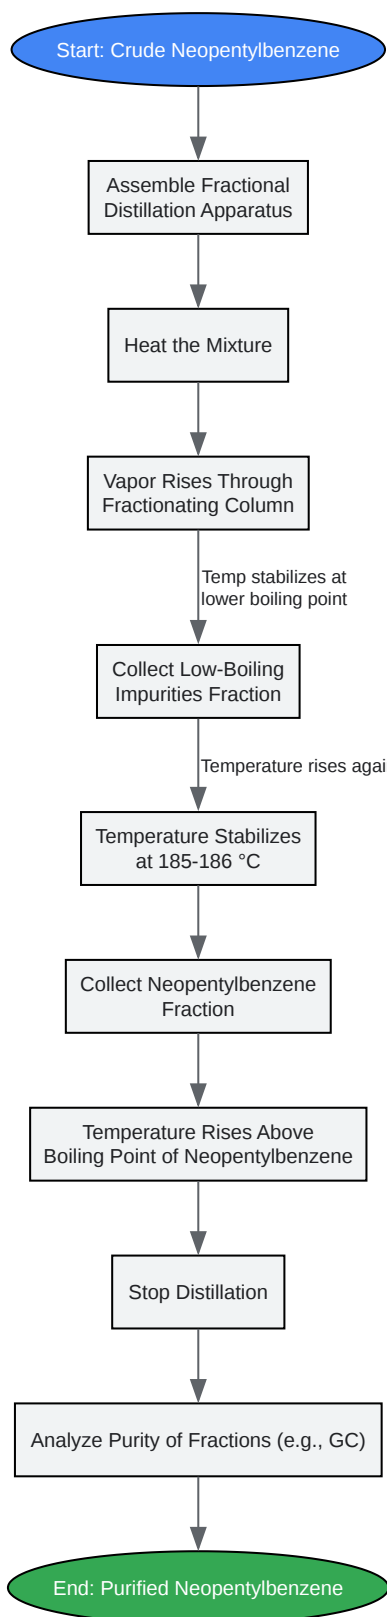 Start: Crude Neopentylbenzene
Assemble Fractional
Distillation Apparatus
Heat the Mixture
Vapor Rises Through
Fractionating Column
Temp stabilizes at
lower boiling point
Collect Low-Boiling
Impurities Fraction
Temperature rises agai
Temperature Stabilizes
at 185-186 °C
Collect Neopentylbenzene
Fraction
Temperature Rises Above
Boiling Point of Neopentylbenzene
Stop Distillation
Analyze Purity of Fractions (e.g., GC)
End: Purified Neopentylbenzene